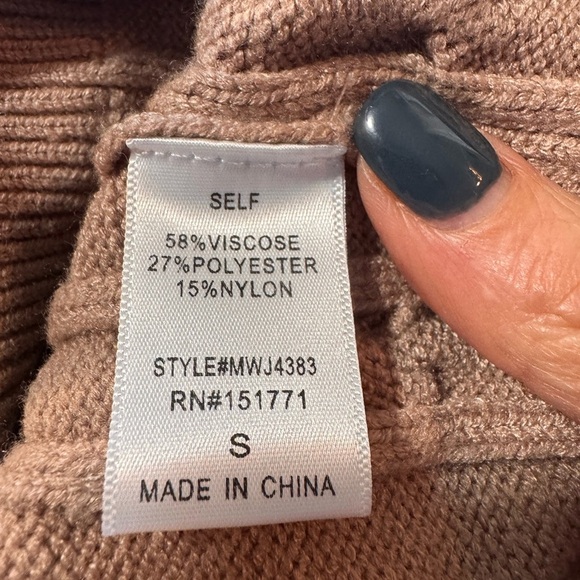 SELF
58%VISCOSE
27%POLYESTER
15%NYLON
STYLE#MWJ4383
RN#151771
S
MADE IN CHINA